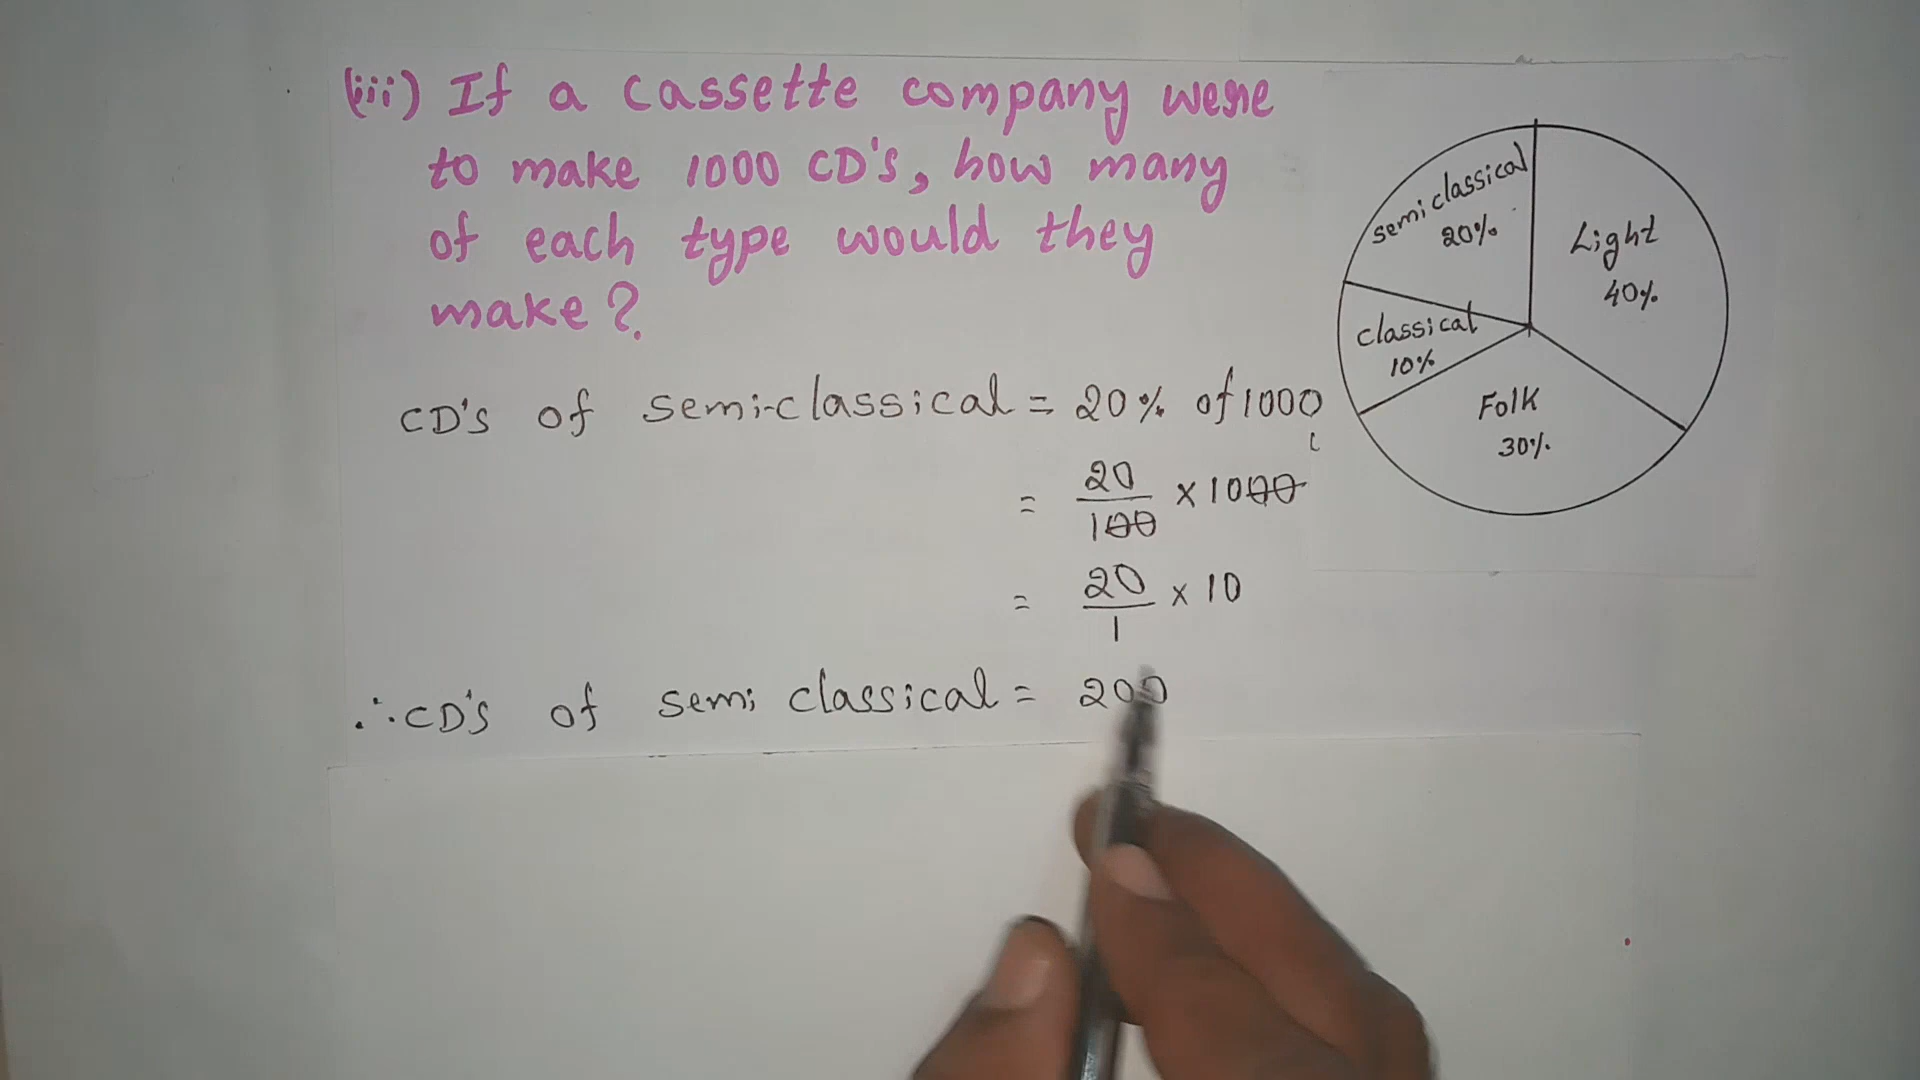 (iii) If a cassette company were
to make 1000 CD's, how many
of each type would they
make?
CD's of semi-classical = 20% of 1000
= 20/100 × 1000
= 20/1 × 10
∴ CD's of semi classical = 200
semi classical
20%
Light
40%
classical
10%
Folk
30%